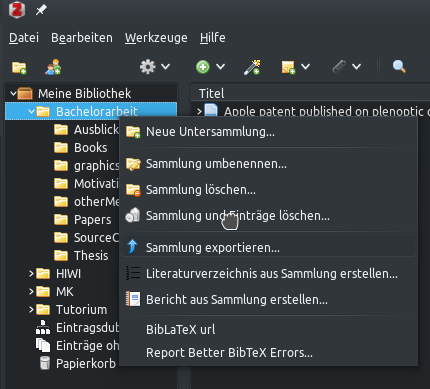 Datei Bearbeiten Werkzeuge Hilfe
Meine Bibliothek
Bachelorarbeit
Ausblick
Books
graphics
Motivati
otherMe
Papers
SourceC
Thesis
HIWI
MK
Tutorium
Eintragsdub
Einträge oh
Papierkorb
Titel
Apple patent published on plenoptic c
Neue Untersammlung...
Sammlung umbenennen...
Sammlung löschen...
Sammlung und Einträge löschen...
Sammlung exportieren...
Literaturverzeichnis aus Sammlung erstellen...
Bericht aus Sammlung erstellen...
BibLaTeX url
Report Better BibTeX Errors...